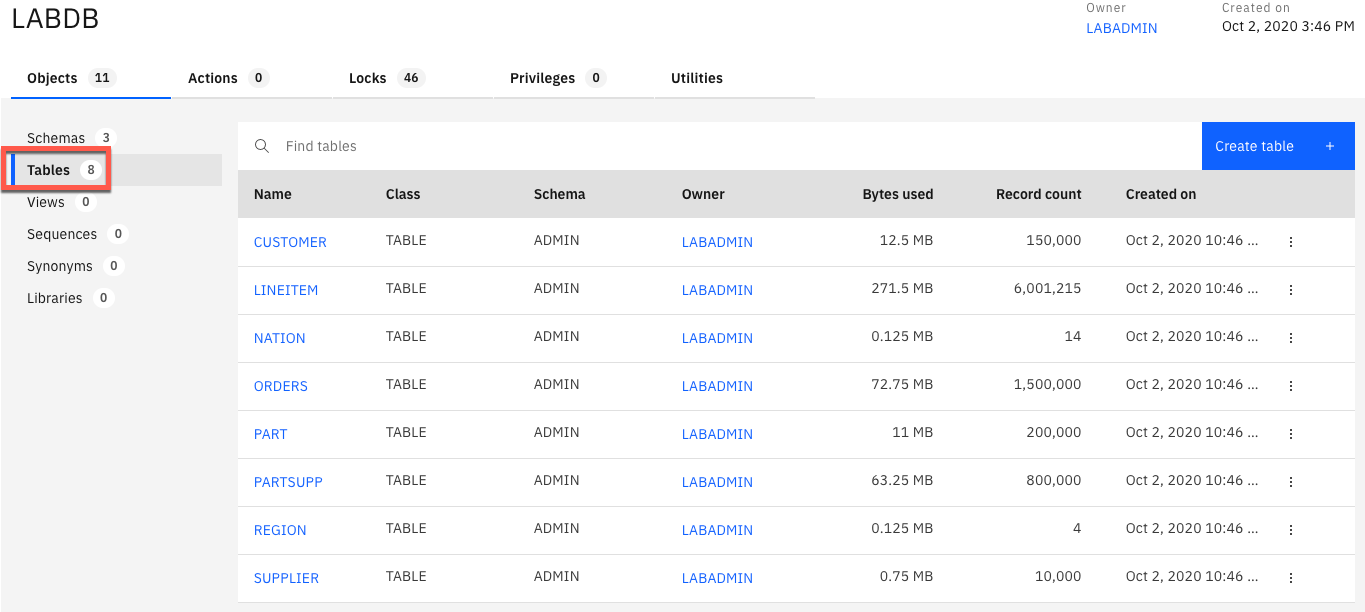 LABDB
Owner
LABADMIN
Created on
Oct 2, 2020 3:46 PM
Objects 11 Actions 0 Locks 46 Privileges 0 Utilities
Schemas 3
Tables 8
Views 0
Sequences 0
Synonyms 0
Libraries 0
Find tables
Create table +
Name Class Schema Owner Bytes used Record count Created on
CUSTOMER TABLE ADMIN LABADMIN 12.5 MB 150,000 Oct 2, 2020 10:46 ...
LINEITEM TABLE ADMIN LABADMIN 271.5 MB 6,001,215 Oct 2, 2020 10:46 ...
NATION TABLE ADMIN LABADMIN 0.125 MB 14 Oct 2, 2020 10:46 ...
ORDERS TABLE ADMIN LABADMIN 72.75 MB 1,500,000 Oct 2, 2020 10:46 ...
PART TABLE ADMIN LABADMIN 11 MB 200,000 Oct 2, 2020 10:46 ...
PARTSUPP TABLE ADMIN LABADMIN 63.25 MB 800,000 Oct 2, 2020 10:46 ...
REGION TABLE ADMIN LABADMIN 0.125 MB 4 Oct 2, 2020 10:46 ...
SUPPLIER TABLE ADMIN LABADMIN 0.75 MB 10,000 Oct 2, 2020 10:46 ...